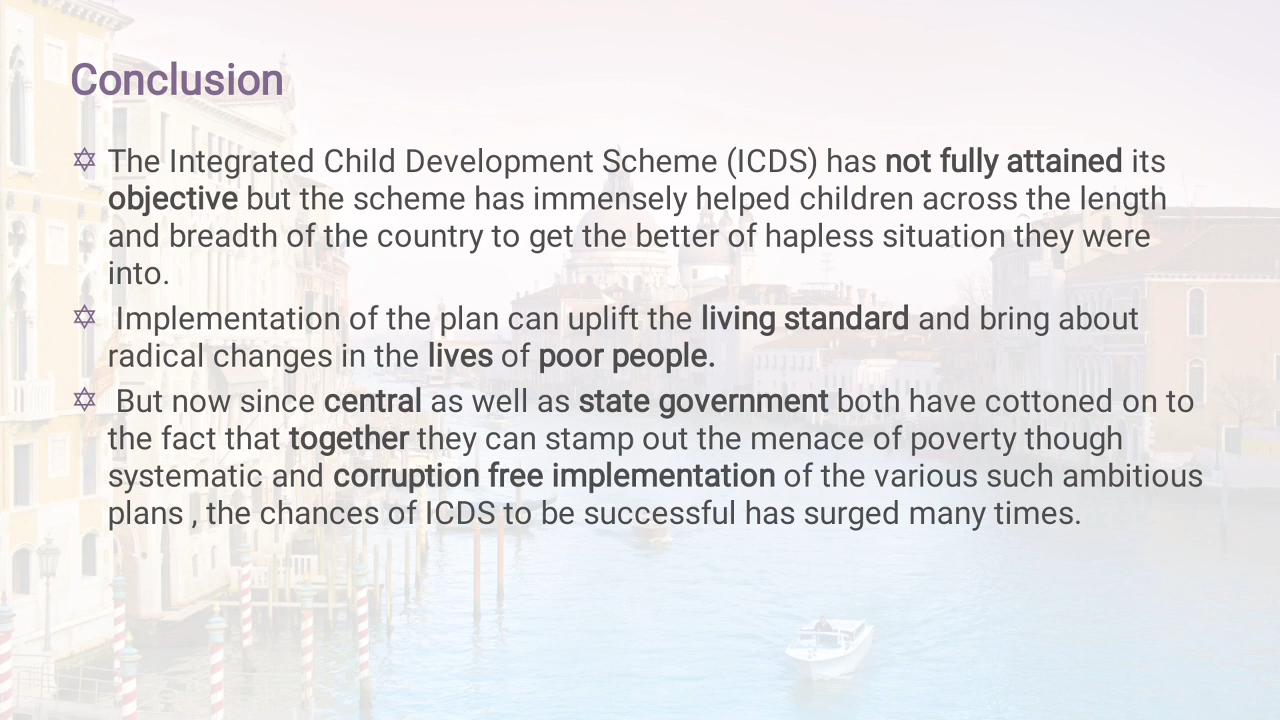 Conclusion
✡ The Integrated Child Development Scheme (ICDS) has not fully attained its
objective but the scheme has immensely helped children across the length
and breadth of the country to get the better of hapless situation they were
into.
✡ Implementation of the plan can uplift the living standard and bring about
radical changes in the lives of poor people.
✡ But now since central as well as state government both have cottoned on to
the fact that together they can stamp out the menace of poverty though
systematic and corruption free implementation of the various such ambitious
plans , the chances of ICDS to be successful has surged many times.